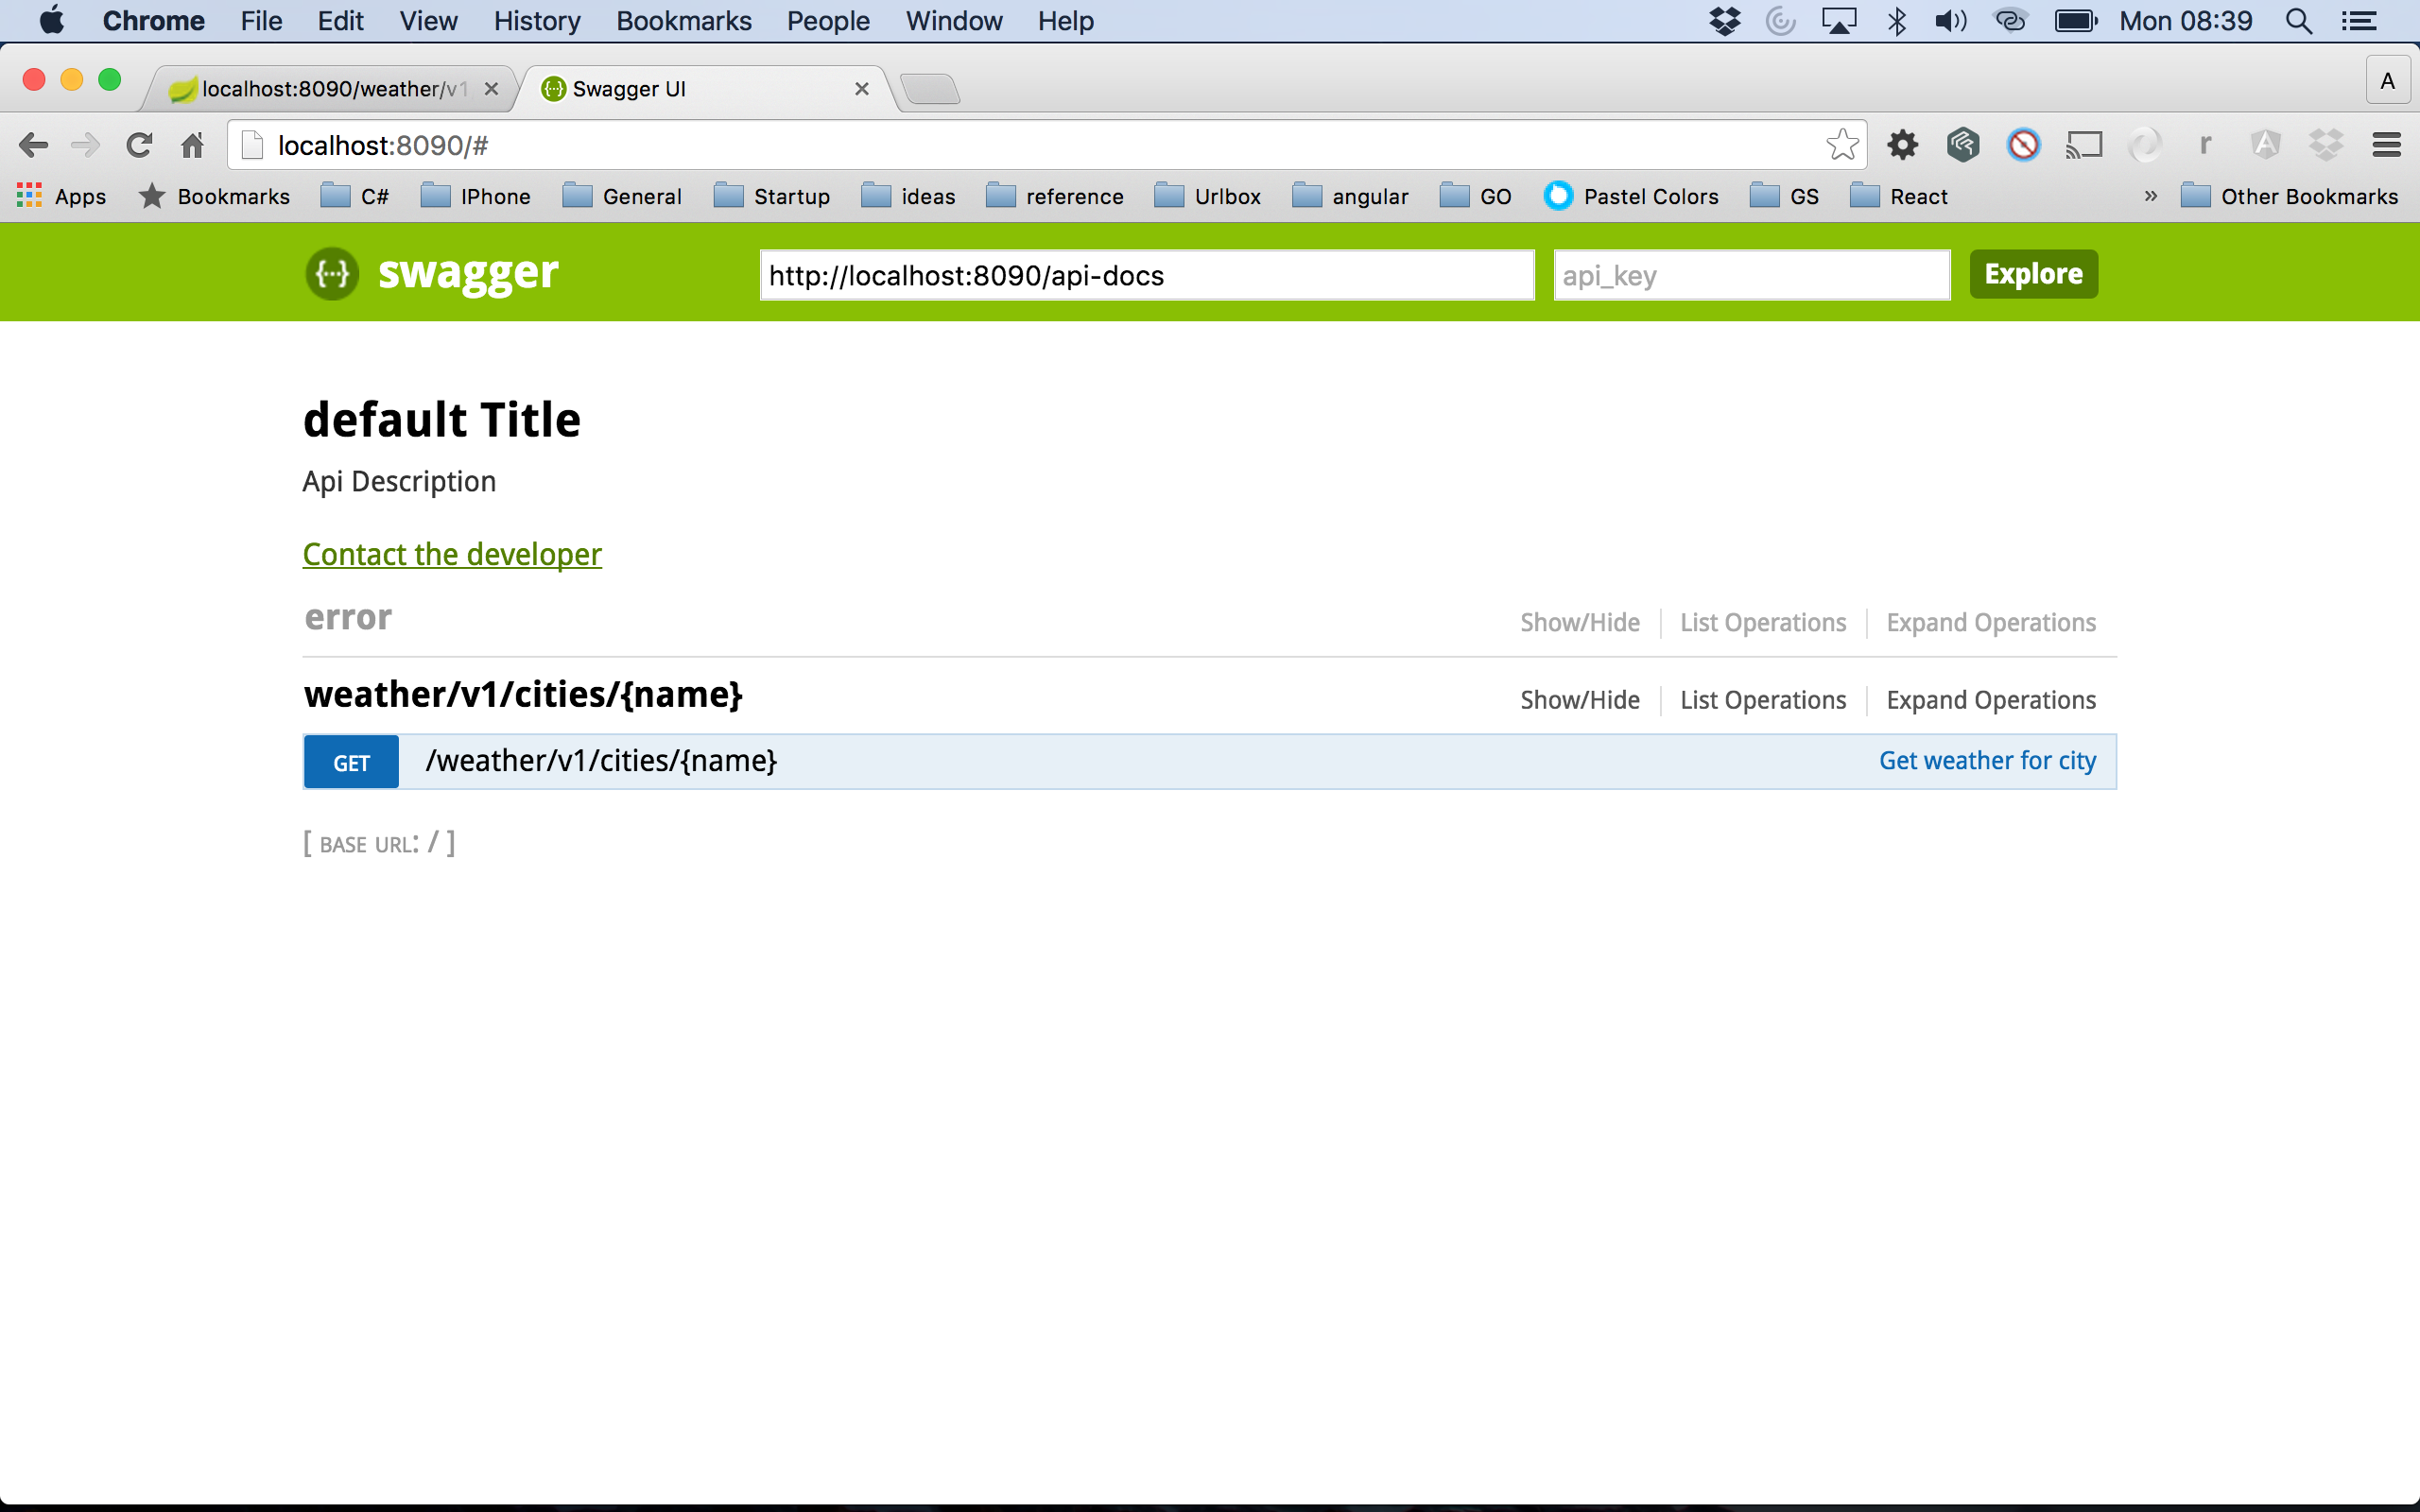 Chrome File Edit View History Bookmarks People Window Help Mon 08:39
localhost:8090/weather/v1 Swagger UI A
localhost:8090/#
Apps Bookmarks C# IPhone General Startup ideas reference Urlbox angular GO Pastel Colors GS React » Other Bookmarks
{···} swagger http://localhost:8090/api-docs api_key Explore
default Title
Api Description
Contact the developer
error Show/Hide List Operations Expand Operations
weather/v1/cities/{name} Show/Hide List Operations Expand Operations
GET /weather/v1/cities/{name} Get weather for city
[ BASE URL: / ]